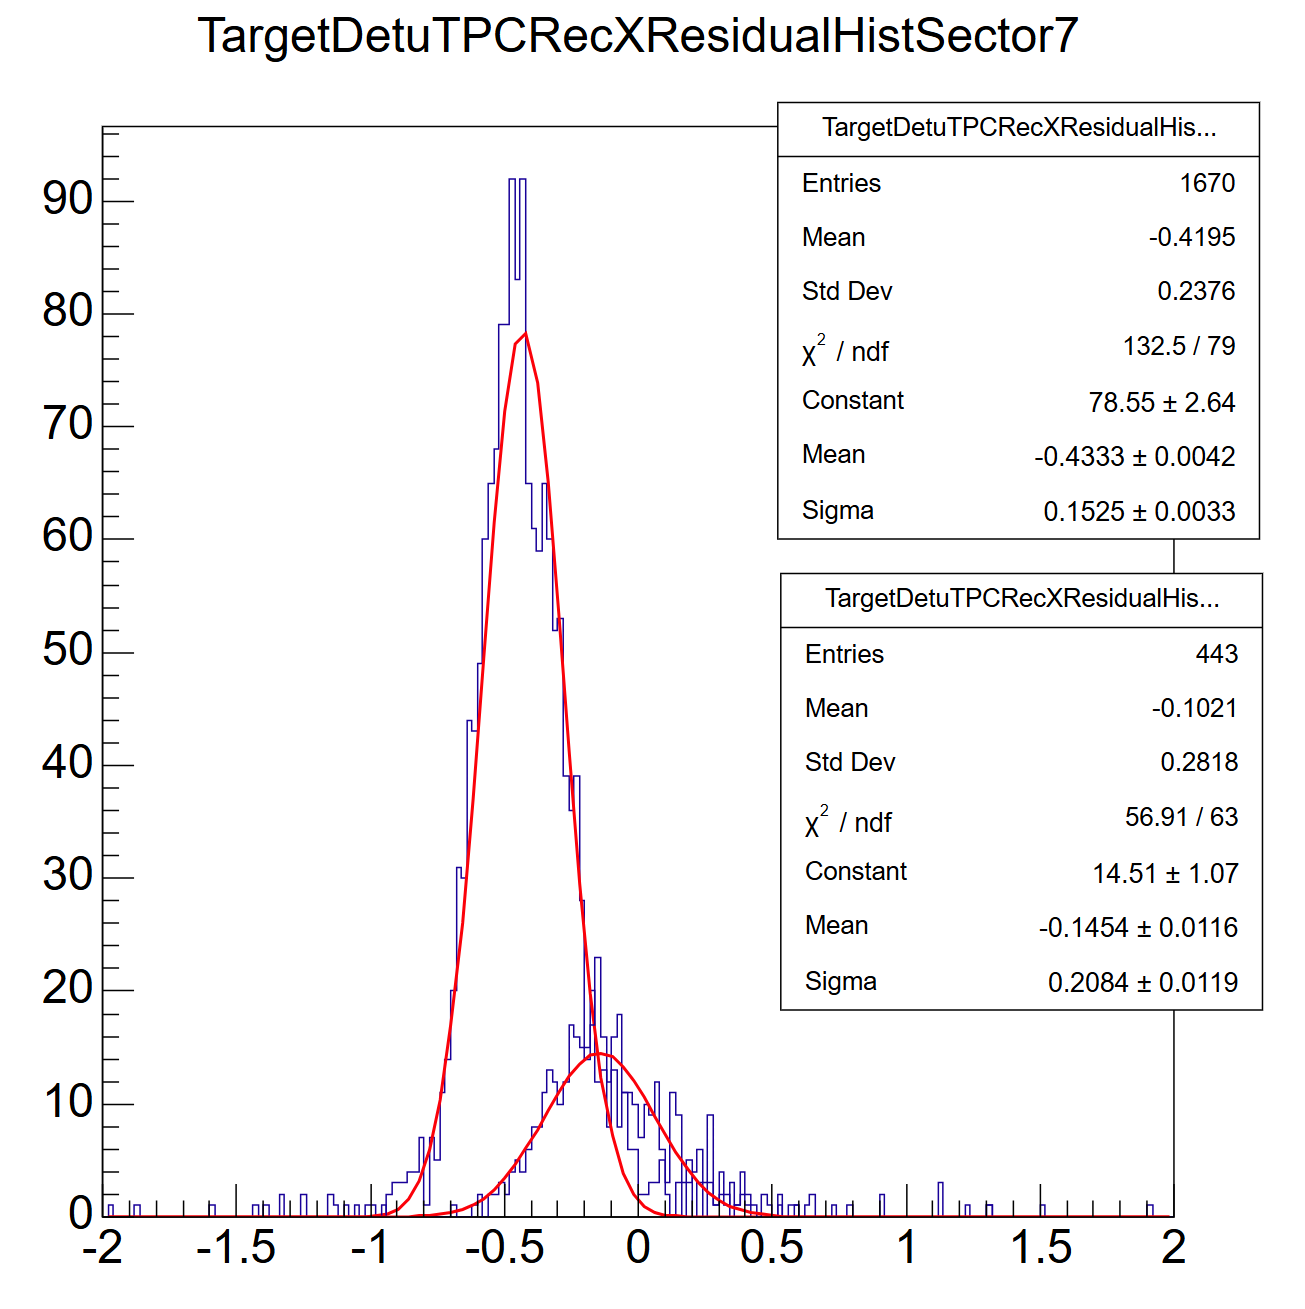 TargetDetuTPCRecXResidualHistSector7
TargetDetuTPCRecXResidualHis...
Entries 1670
Mean -0.4195
Std Dev 0.2376
χ² / ndf 132.5 / 79
Constant 78.55 ± 2.64
Mean -0.4333 ± 0.0042
Sigma 0.1525 ± 0.0033
TargetDetuTPCRecXResidualHis...
Entries 443
Mean -0.1021
Std Dev 0.2818
χ² / ndf 56.91 / 63
Constant 14.51 ± 1.07
Mean -0.1454 ± 0.0116
Sigma 0.2084 ± 0.0119
90
80
70
60
50
40
30
20
10
0
-2 -1.5 -1 -0.5 0 0.5 1 1.5 2